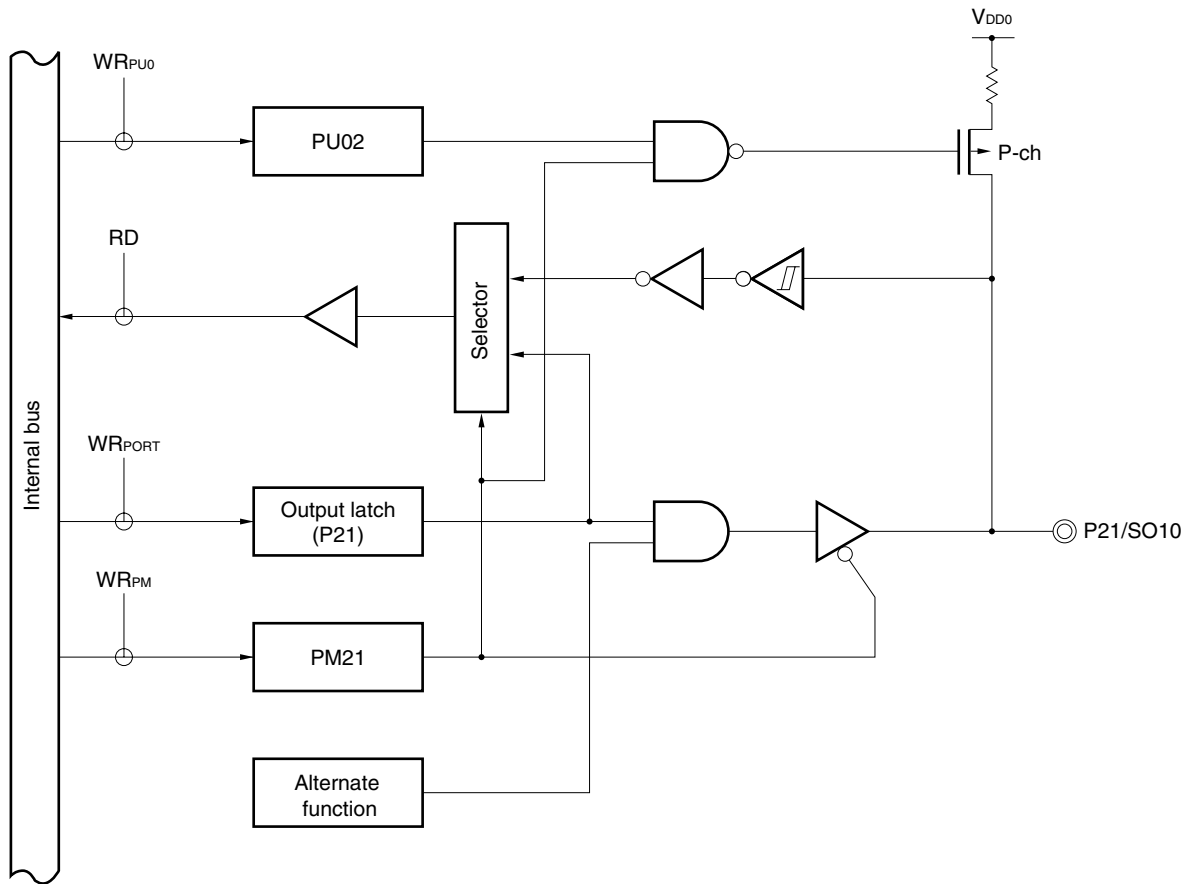 VDD0
WRPU0
PU02
P-ch
RD
Selector
Internal bus
WRPORT
Output latch
(P21)
P21/SO10
WRPM
PM21
Alternate
function